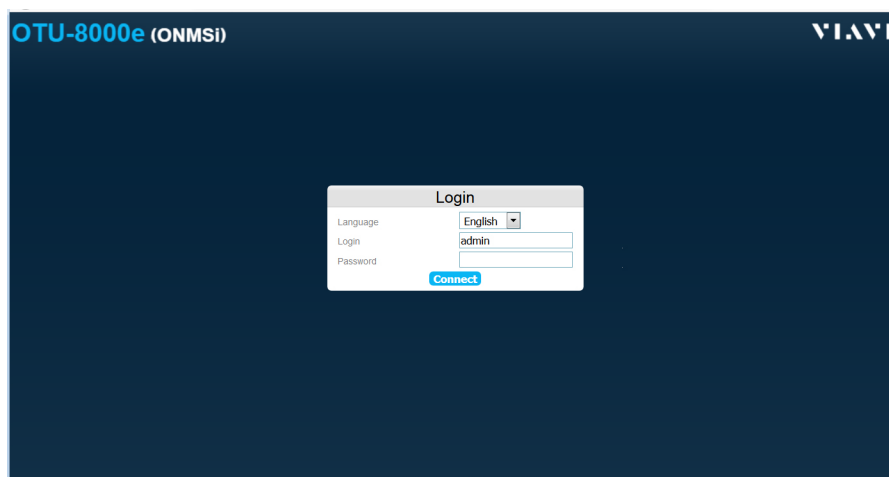 OTU-8000e (ONMSi)
VIAVI
Login
Language English
Login admin
Password
Connect